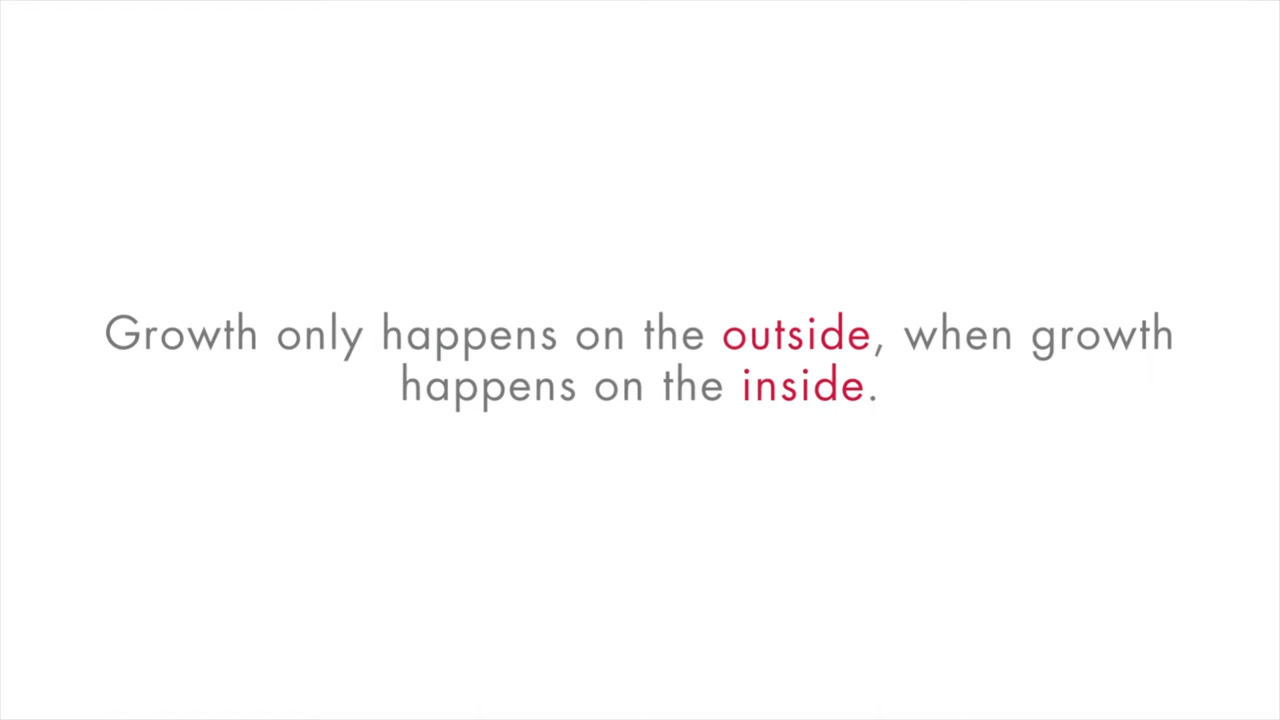 Growth only happens on the outside, when growth
happens on the inside.